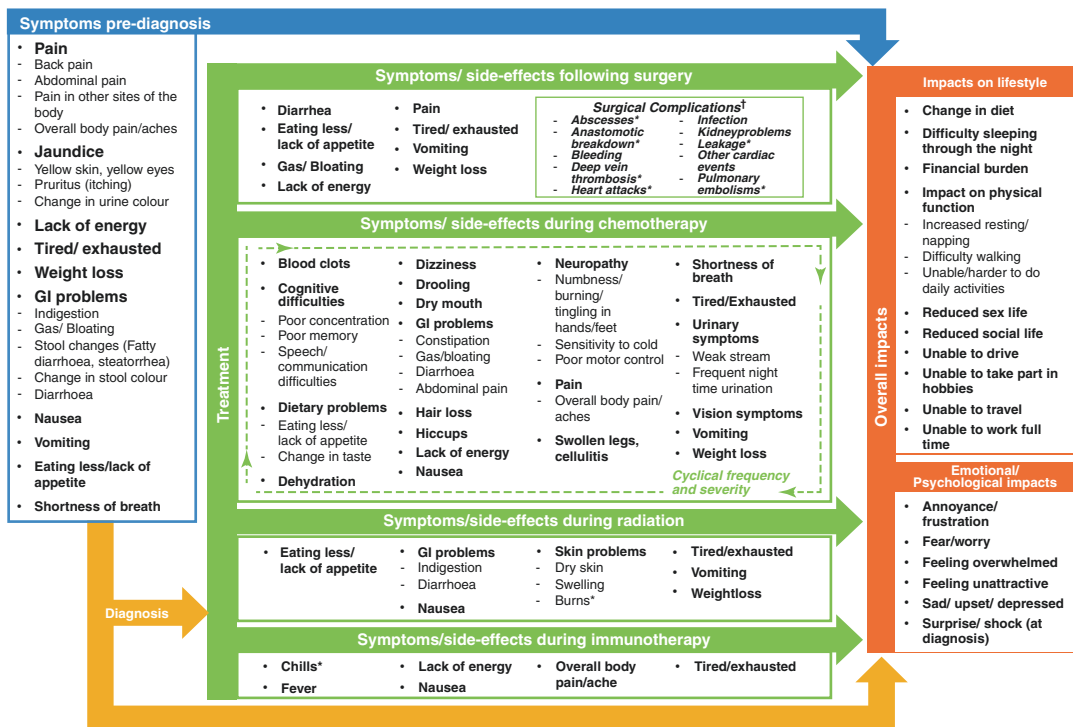 Symptoms pre-diagnosis
• Pain
- Back pain
- Abdominal pain
- Pain in other sites of the
body
- Overall body pain/aches
• Jaundice
- Yellow skin, yellow eyes
- Pruritus (itching)
- Change in urine colour
• Lack of energy
• Tired/ exhausted
• Weight loss
• GI problems
- Indigestion
- Gas/ Bloating
- Stool changes (Fatty
diarrhoea, steatorrhea)
- Change in stool colour
- Diarrhoea
• Nausea
• Vomiting
• Eating less/lack of
appetite
• Shortness of breath
Diagnosis
Treatment
Symptoms/ side-effects following surgery
• Diarrhea
• Eating less/
lack of appetite
• Gas/ Bloating
• Lack of energy
• Pain
• Tired/ exhausted
• Vomiting
• Weight loss
Surgical Complications†
- Abscesses*
- Anastomotic
breakdown*
- Bleeding
- Deep vein
thrombosis*
- Heart attacks*
- Infection
- Kidneyproblems
- Leakage*
- Other cardiac
events
- Pulmonary
embolisms*
Symptoms/ side-effects during chemotherapy
• Blood clots
• Cognitive
difficulties
- Poor concentration
- Poor memory
- Speech/
communication
difficulties
• Dietary problems
- Eating less/
lack of appetite
- Change in taste
• Dehydration
• Dizziness
• Drooling
• Dry mouth
• GI problems
- Constipation
- Gas/bloating
- Diarrhoea
- Abdominal pain
• Hair loss
• Hiccups
• Lack of energy
• Nausea
• Neuropathy
- Numbness/
burning/
tingling in
hands/feet
- Sensitivity to cold
- Poor motor control
• Pain
- Overall body pain/
aches
• Swollen legs,
cellulitis
• Shortness of
breath
• Tired/Exhausted
• Urinary
symptoms
- Weak stream
- Frequent night
time urination
• Vision symptoms
• Vomiting
• Weight loss
Cyclical frequency
and severity
Symptoms/side-effects during radiation
• Eating less/
lack of appetite
• GI problems
- Indigestion
- Diarrhoea
• Nausea
• Skin problems
- Dry skin
- Swelling
- Burns*
• Tired/exhausted
• Vomiting
• Weightloss
Symptoms/side-effects during immunotherapy
• Chills*
• Fever
• Lack of energy
• Nausea
• Overall body
pain/ache
• Tired/exhausted
Overall impacts
Impacts on lifestyle
• Change in diet
• Difficulty sleeping
through the night
• Financial burden
• Impact on physical
function
- Increased resting/
napping
- Difficulty walking
- Unable/harder to do
daily activities
• Reduced sex life
• Reduced social life
• Unable to drive
• Unable to take part in
hobbies
• Unable to travel
• Unable to work full
time
Emotional/
Psychological impacts
• Annoyance/
frustration
• Fear/worry
• Feeling overwhelmed
• Feeling unattractive
• Sad/ upset/ depressed
• Surprise/ shock (at
diagnosis)